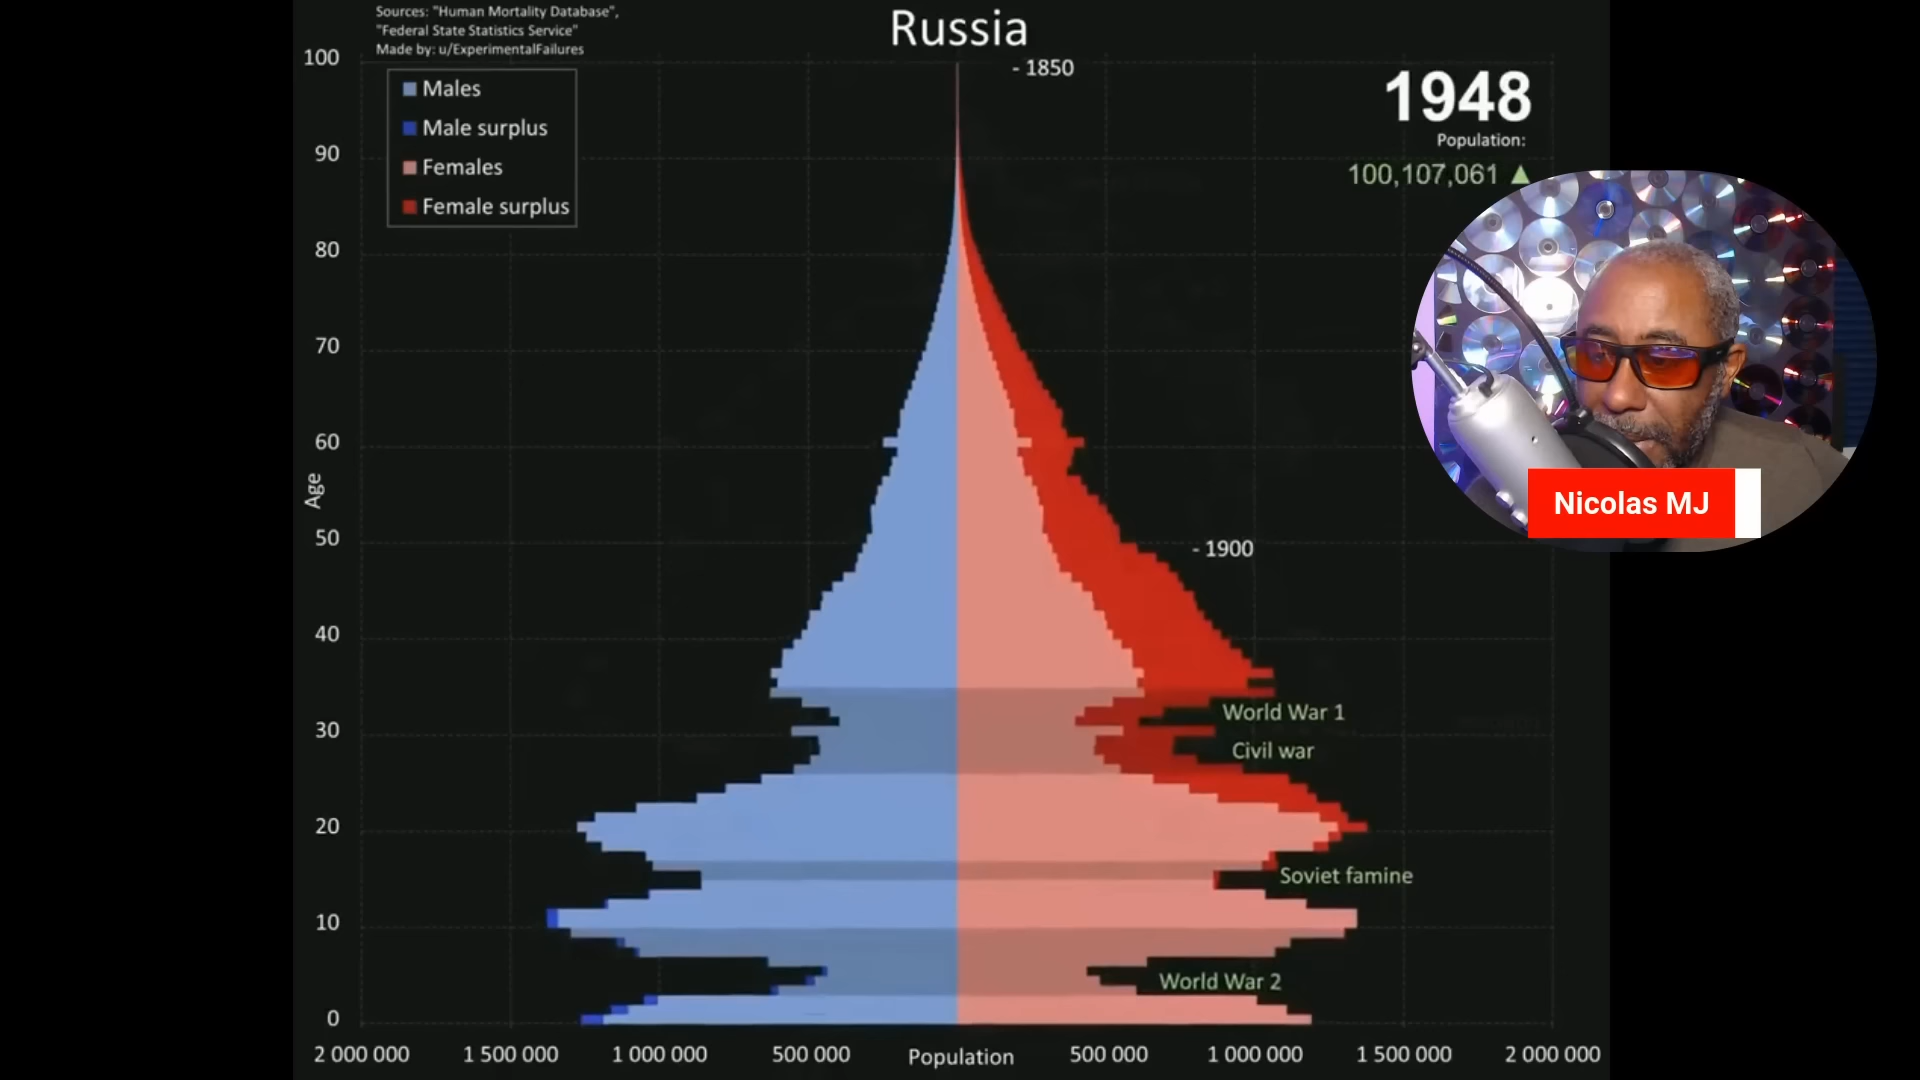 Sources: "Human Mortality Database",
"Federal State Statistics Service"
Made by: u/ExperimentalFailures
Russia
1948
Population:
100,107,061 ▲
Males
Male surplus
Females
Female surplus
- 1850
- 1900
World War 1
Civil war
Soviet famine
World War 2
Nicolas MJ
Age
100
90
80
70
60
50
40
30
20
10
0
2 000 000 1 500 000 1 000 000 500 000 Population 500 000 1 000 000 1 500 000 2 000 000